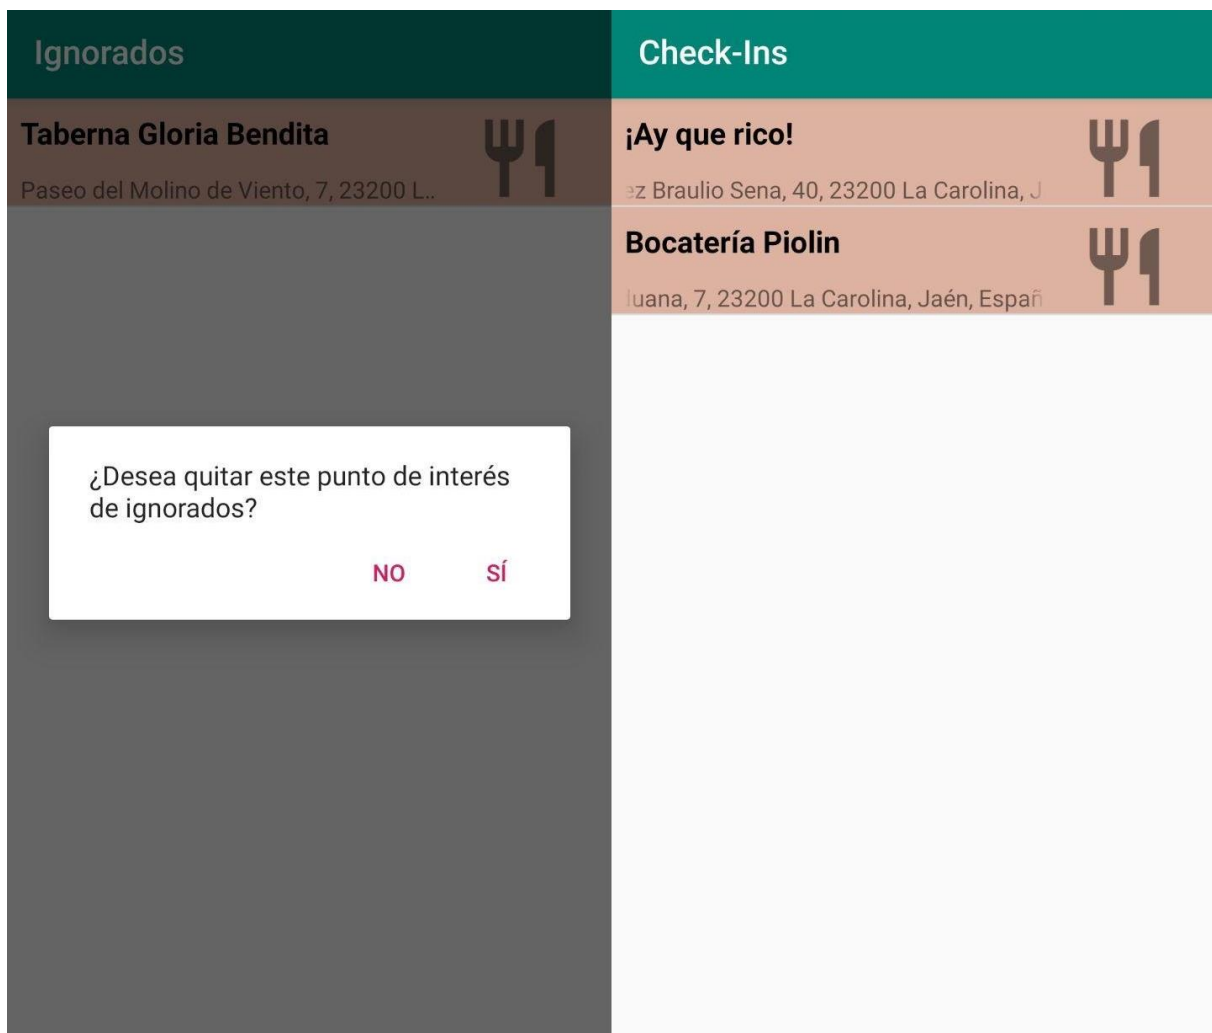 Ignorados
Taberna Gloria Bendita
Paseo del Molino de Viento, 7, 23200 L..
¿Desea quitar este punto de interés
de ignorados?
NO SÍ
Check-Ins
¡Ay que rico!
Braulio Sena, 40, 23200 La Carolina, J
Bocatería Piolin
7, 23200 La Carolina, Jaén, Españ